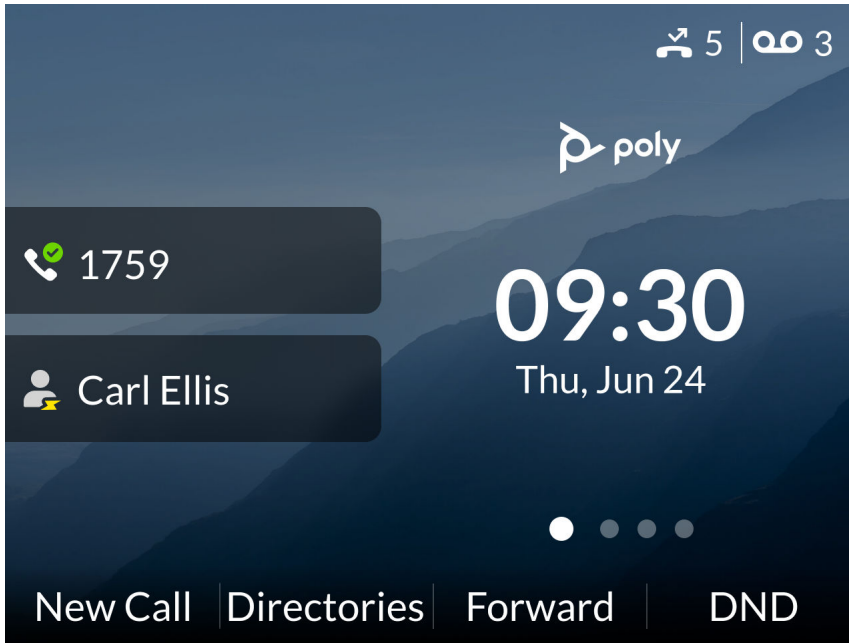 5 3
poly
1759
09:30
Carl Ellis
Thu, Jun 24
New Call Directories Forward DND